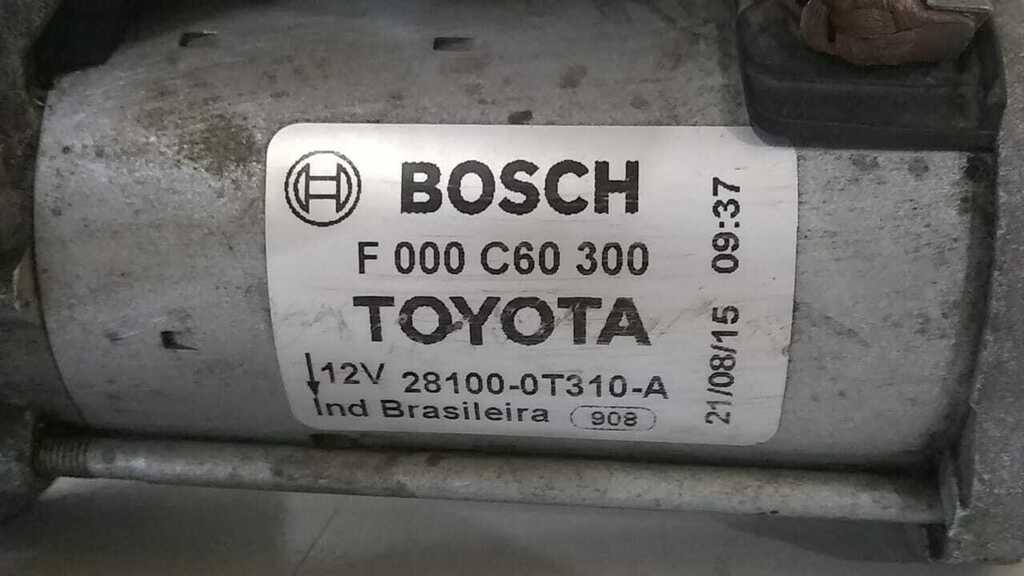 BOSCH
F 000 C60 300
TOYOTA
12V 28100-0T310-A
Ind Brasileira 908
21/08/15 09:37